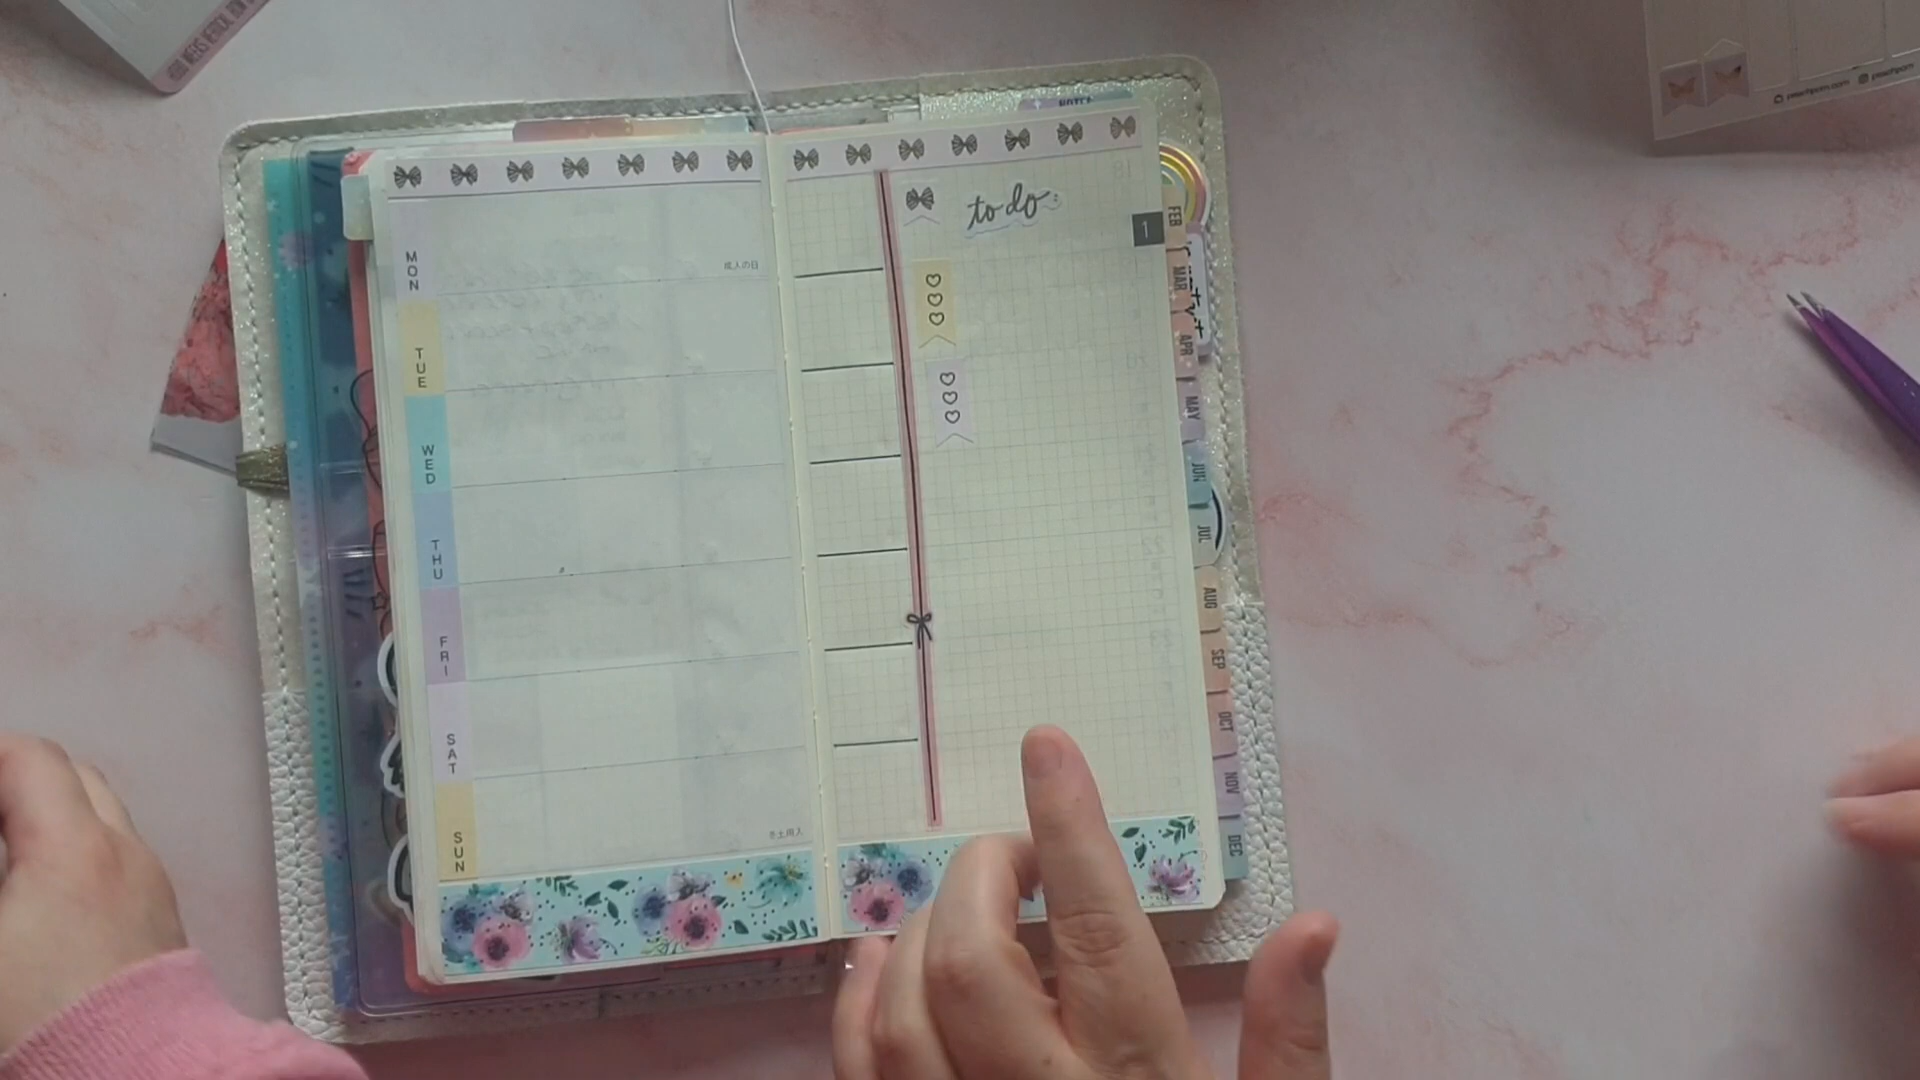 to do:
1
MON
成人の日
TUE
WED
THU
FRI
SAT
SUN
FEB
MAR
APR
MAY
JUN
JUL
AUG
SEP
OCT
NOV
DEC